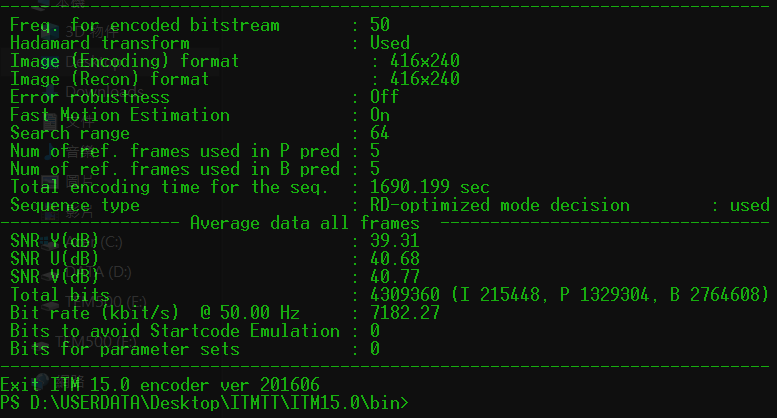 Freq. for encoded bitstream : 50
Hadamard transform : Used
Image (Encoding) format : 416x240
Image (Recon) format : 416x240
Error robustness : Off
Fast Motion Estimation : On
Search range : 64
Num of ref. frames used in P pred : 5
Num of ref. frames used in B pred : 5
Total encoding time for the seq. : 1690.199 sec
Sequence type : RD-optimized mode decision : used
------------------ Average data all frames ---------------------------------
SNR Y(dB) : 39.31
SNR U(dB) : 40.68
SNR V(dB) : 40.77
Total bits : 4309360 (I 215448, P 1329304, B 2764608)
Bit rate (kbit/s) @ 50.00 Hz : 7182.27
Bits to avoid Startcode Emulation : 0
Bits for parameter sets : 0
Exit ITM 15.0 encoder ver 201606
PS D:\USERDATA\Desktop\ITMTT\ITM15.0\bin>